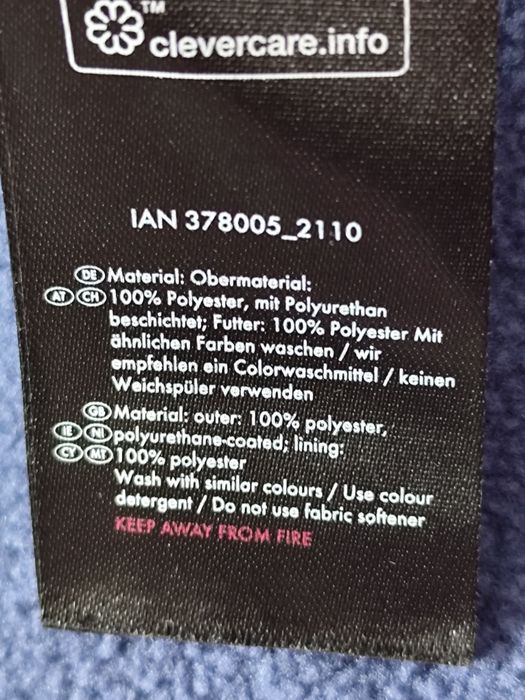 TM
clevercare.info
IAN 378005_2110
DE Material: Obermaterial:
AT CH 100% Polyester, mit Polyurethan
beschichtet; Futter: 100% Polyester Mit
ähnlichen Farben waschen / wir
empfehlen ein Colorwaschmittel / keinen
Weichspüler verwenden
GB Material: outer: 100% polyester,
IE NI polyurethane-coated; lining:
CY MT 100% polyester
Wash with similar colours / Use colour
detergent / Do not use fabric softener
KEEP AWAY FROM FIRE